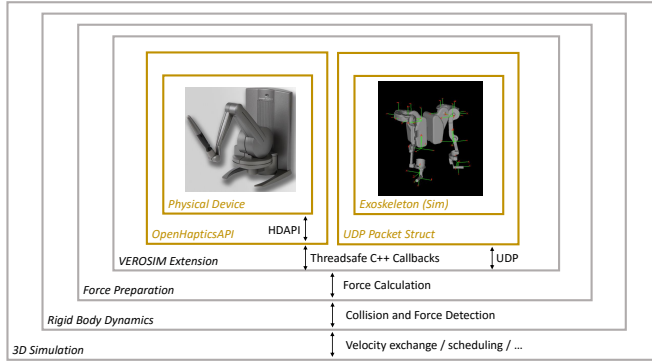 Physical Device
Exoskeleton (Sim)
HDAPI
OpenHapticsAPI
UDP Packet Struct
VEROSIM Extension
Threadsafe C++ Callbacks
UDP
Force Preparation
Force Calculation
Rigid Body Dynamics
Collision and Force Detection
3D Simulation
Velocity exchange / scheduling / ...